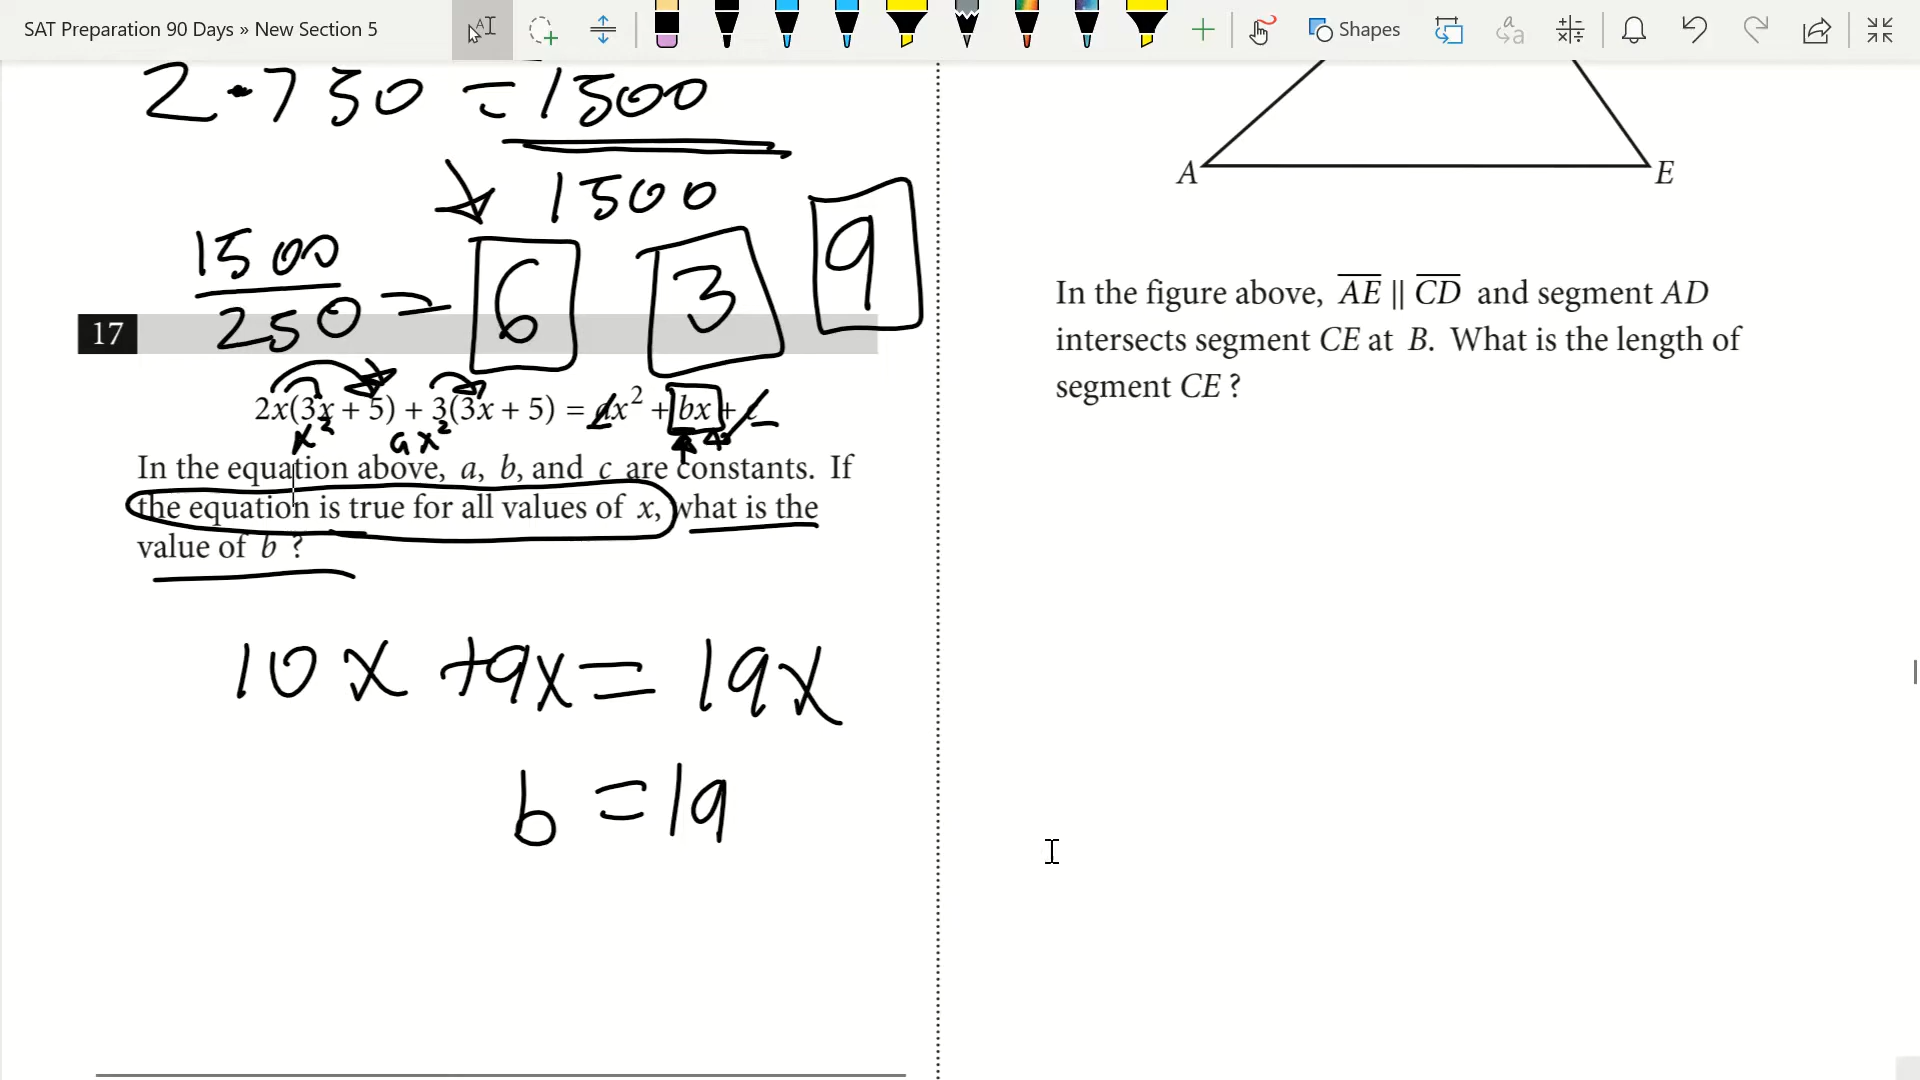 SAT Preparation 90 Days » New Section 5
Shapes
2 · 750 = 1500
1500
1500
250
=
6
3
9
17
2x(3x + 5) + 3(3x + 5) = ax² + bx + c
x²
ax²
In the equation above, a, b, and c are constants. If
the equation is true for all values of x, what is the
value of b ?
10x + 9x = 19x
b = 19
A
E
In the figure above, AE || CD and segment AD
intersects segment CE at B. What is the length of
segment CE ?